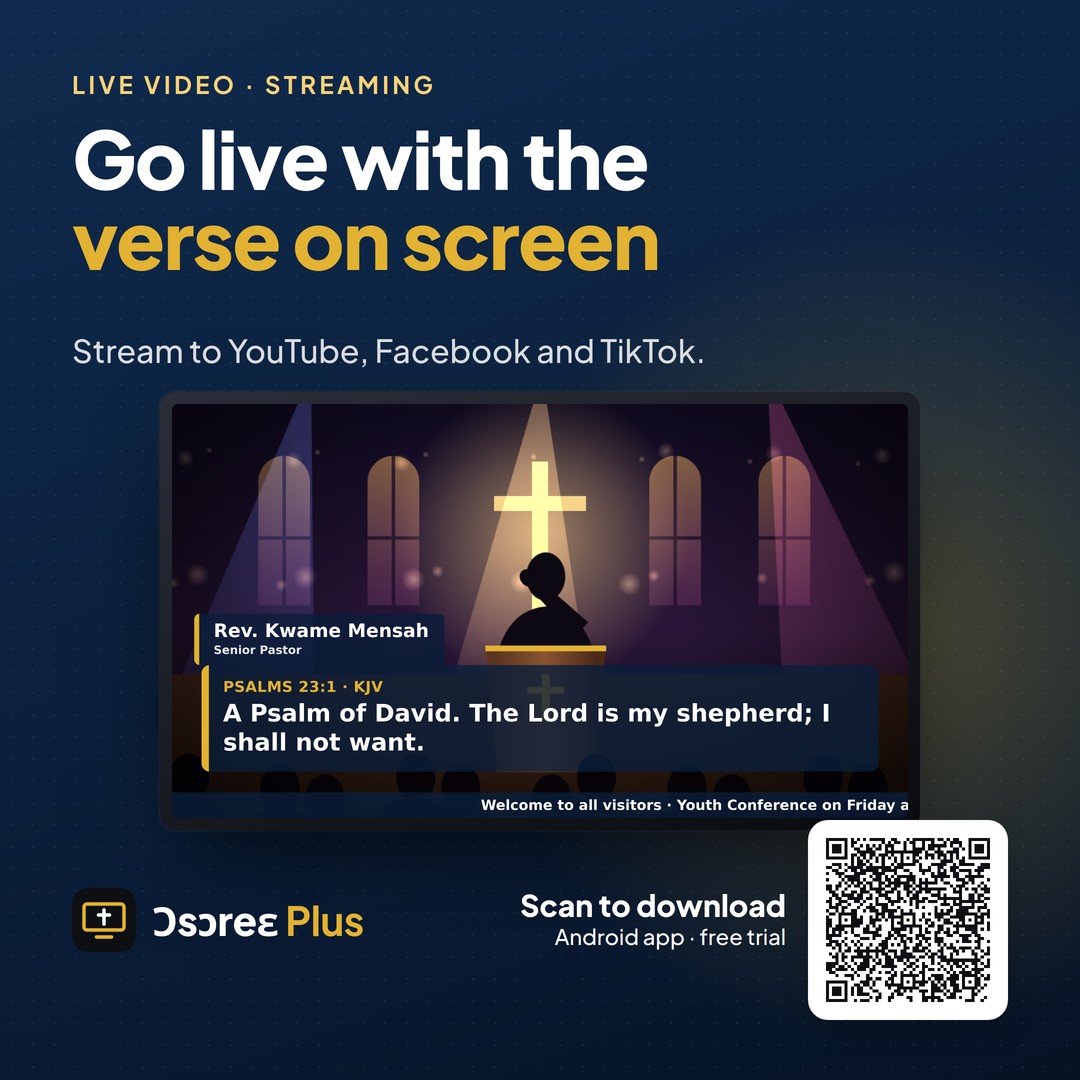 LIVE VIDEO · STREAMING
Go live with the
verse on screen
Stream to YouTube, Facebook and TikTok.
Rev. Kwame Mensah
Senior Pastor
PSALMS 23:1 · KJV
A Psalm of David. The Lord is my shepherd; I
shall not want.
Welcome to all visitors · Youth Conference on Friday a
Ɔsɔreɛ Plus
Scan to download
Android app · free trial